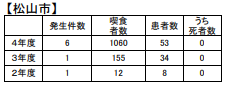 【松山市】
発生件数 喫食者数 患者数 うち死者数
4年度 6 1060 53 0
3年度 1 155 34 0
2年度 1 12 8 0